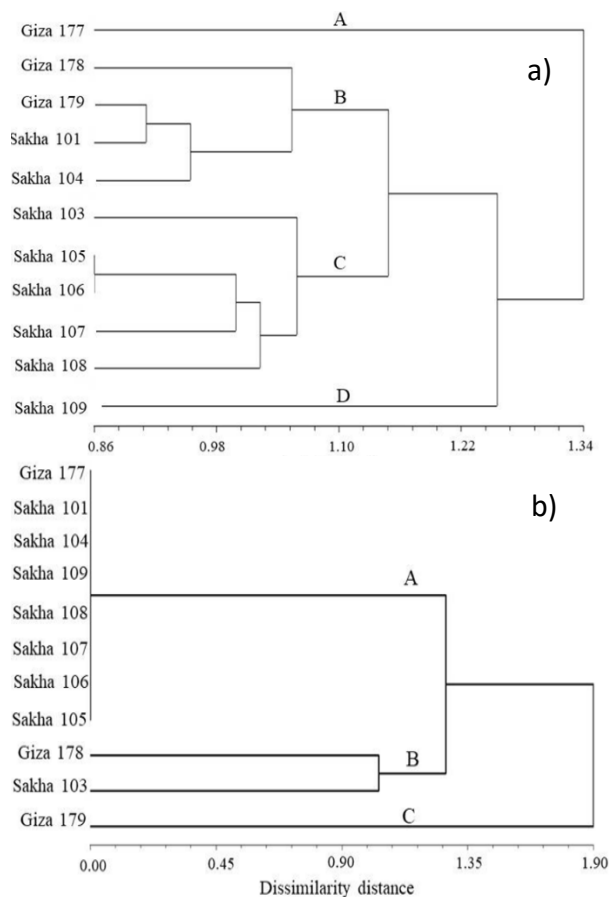 A
Giza 177
a)
Giza 178
B
Giza 179
Sakha 101
Sakha 104
Sakha 103
Sakha 105
C
Sakha 106
Sakha 107
Sakha 108
D
Sakha 109
0.86 0.98 1.10 1.22 1.34
Giza 177
b)
Sakha 101
Sakha 104
Sakha 109
A
Sakha 108
Sakha 107
Sakha 106
Sakha 105
Giza 178
B
Sakha 103
C
Giza 179
0.00 0.45 0.90 1.35 1.90
Dissimilarity distance